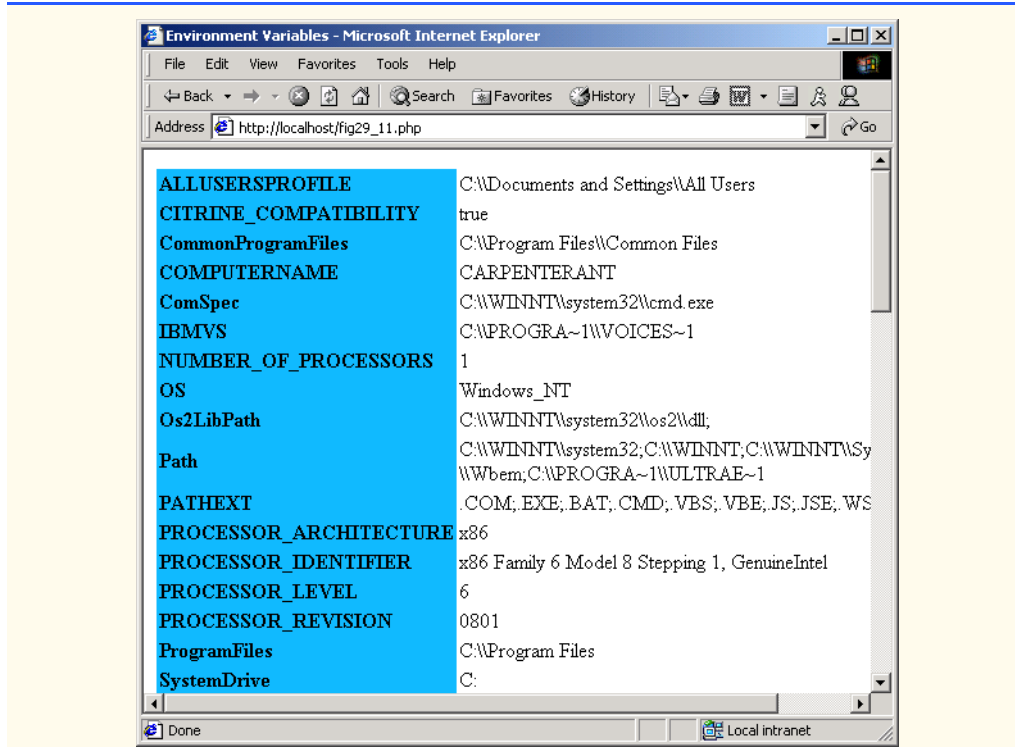 Environment Variables - Microsoft Internet Explorer
File Edit View Favorites Tools Help
Back Search Favorites History
Address http://localhost/fig29_11.php Go
ALLUSERSPROFILE C:\\Documents and Settings\\All Users
CITRINE_COMPATIBILITY true
CommonProgramFiles C:\\Program Files\\Common Files
COMPUTERNAME CARPENTERANT
ComSpec C:\\WINNT\\system32\\cmd.exe
IBMVS C:\\PROGRA~1\\VOICES~1
NUMBER_OF_PROCESSORS 1
OS Windows_NT
Os2LibPath C:\\WINNT\\system32\\os2\\dll;
Path C:\\WINNT\\system32;C:\\WINNT;C:\\WINNT\\Sy
\\Wbem;C:\\PROGRA~1\\ULTRAE~1
PATHEXT .COM;.EXE;.BAT;.CMD;.VBS;.VBE;.JS;.JSE;.WS
PROCESSOR_ARCHITECTURE x86
PROCESSOR_IDENTIFIER x86 Family 6 Model 8 Stepping 1, GenuineIntel
PROCESSOR_LEVEL 6
PROCESSOR_REVISION 0801
ProgramFiles C:\\Program Files
SystemDrive C:
Done Local intranet